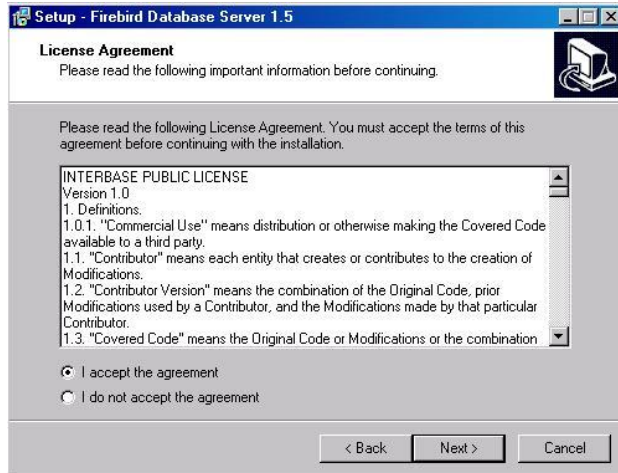 Setup - Firebird Database Server 1.5
License Agreement
Please read the following important information before continuing.
Please read the following License Agreement. You must accept the terms of this
agreement before continuing with the installation.
INTERBASE PUBLIC LICENSE
Version 1.0
1. Definitions.
1.0.1. "Commercial Use" means distribution or otherwise making the Covered Code
available to a third party.
1.1. "Contributor" means each entity that creates or contributes to the creation of
Modifications.
1.2. "Contributor Version" means the combination of the Original Code, prior
Modifications used by a Contributor, and the Modifications made by that particular
Contributor.
1.3. "Covered Code" means the Original Code or Modifications or the combination
I accept the agreement
I do not accept the agreement
< Back Next > Cancel